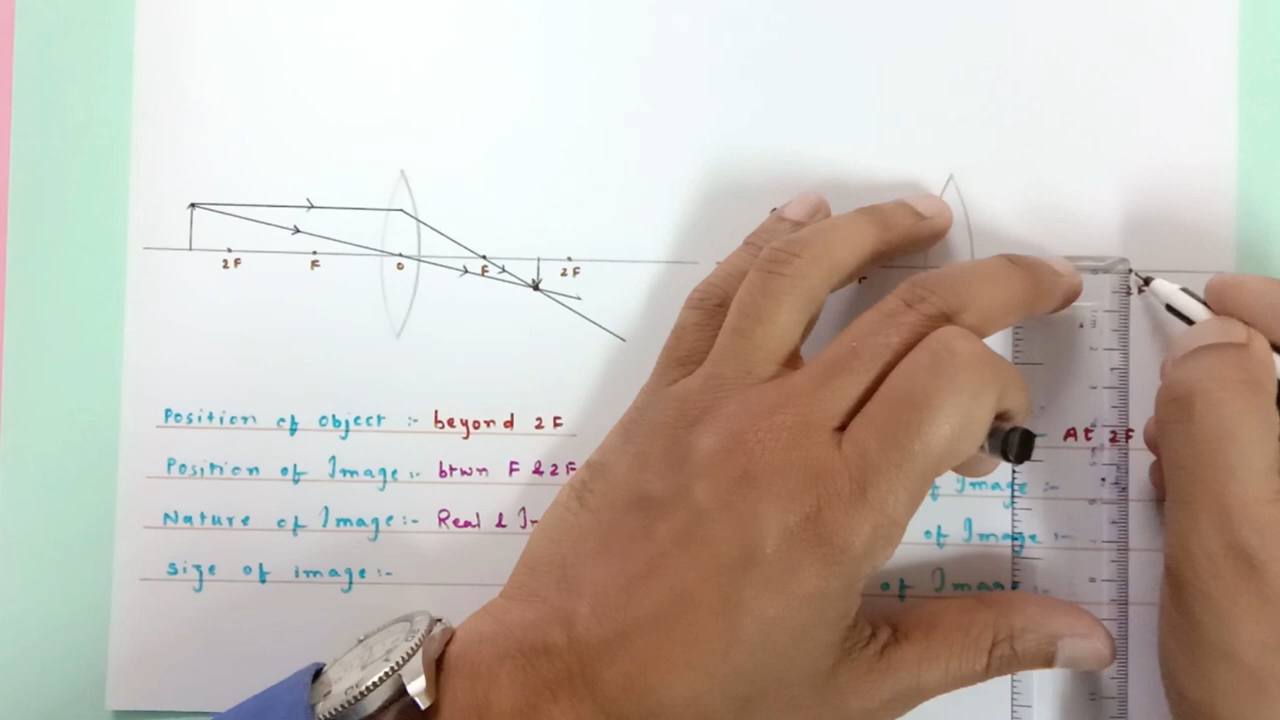 2F F O F 2F
Position of object :- beyond 2F
Position of Image :- btwn F & 2F
Nature of Image :- Real &
size of image :-
2F
At 2F
of Image :-
of Image :-
of Image :-